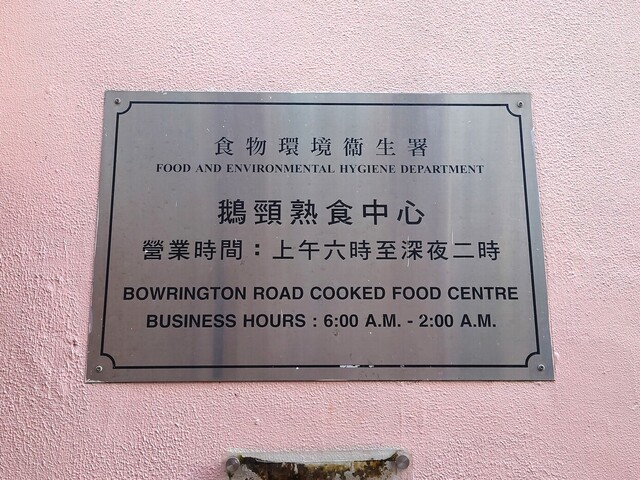 食物環境衞生署
FOOD AND ENVIRONMENTAL HYGIENE DEPARTMENT
鵝頸熟食中心
營業時間：上午六時至深夜二時
BOWRINGTON ROAD COOKED FOOD CENTRE
BUSINESS HOURS : 6:00 A.M. - 2:00 A.M.